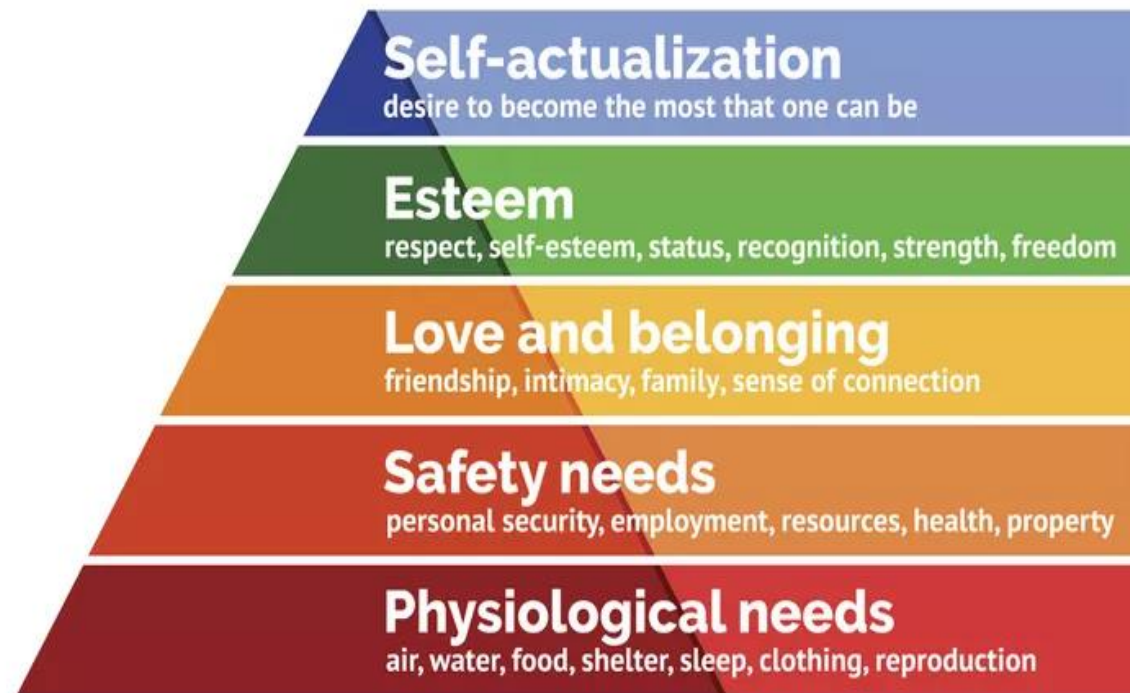 Self-actualization
desire to become the most that one can be
Esteem
respect, self-esteem, status, recognition, strength, freedom
Love and belonging
friendship, intimacy, family, sense of connection
Safety needs
personal security, employment, resources, health, property
Physiological needs
air, water, food, shelter, sleep, clothing, reproduction